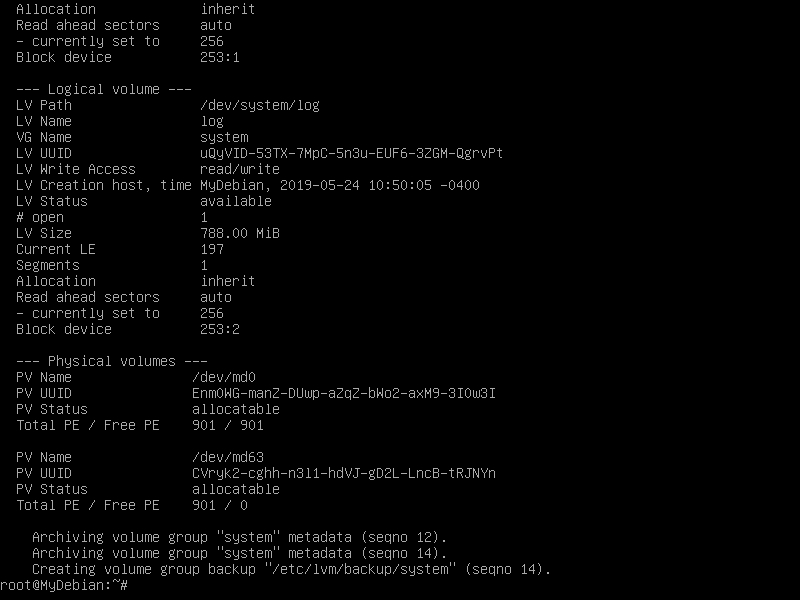 Allocation inherit
Read ahead sectors auto
- currently set to 256
Block device 253:1
--- Logical volume ---
LV Path /dev/system/log
LV Name log
VG Name system
LV UUID uQyVID-53TX-7MpC-5n3u-EUF6-3ZGM-QgrvPt
LV Write Access read/write
LV Creation host, time MyDebian, 2019-05-24 10:50:05 -0400
LV Status available
# open 1
LV Size 788.00 MiB
Current LE 197
Segments 1
Allocation inherit
Read ahead sectors auto
- currently set to 256
Block device 253:2
--- Physical volumes ---
PV Name /dev/md0
PV UUID Enm0WG-manZ-DUwp-aZqZ-bWo2-axM9-3I0w3I
PV Status allocatable
Total PE / Free PE 901 / 901
PV Name /dev/md63
PV UUID CVryk2-cghh-n3l1-hdVJ-gD2L-LncB-tRJNYn
PV Status allocatable
Total PE / Free PE 901 / 0
Archiving volume group "system" metadata (seqno 12).
Archiving volume group "system" metadata (seqno 14).
Creating volume group backup "/etc/lvm/backup/system" (seqno 14).
root@MyDebian:~#